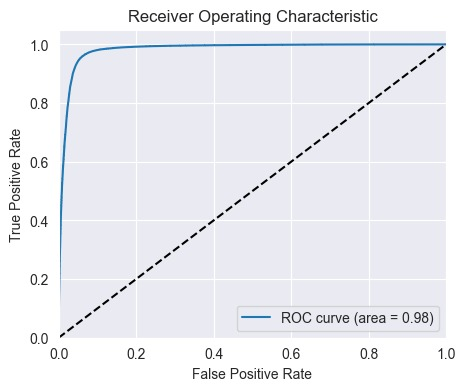 Receiver Operating Characteristic
1.0
0.8
0.6
0.4
0.2
0.0
True Positive Rate
ROC curve (area = 0.98)
0.0 0.2 0.4 0.6 0.8 1.0
False Positive Rate